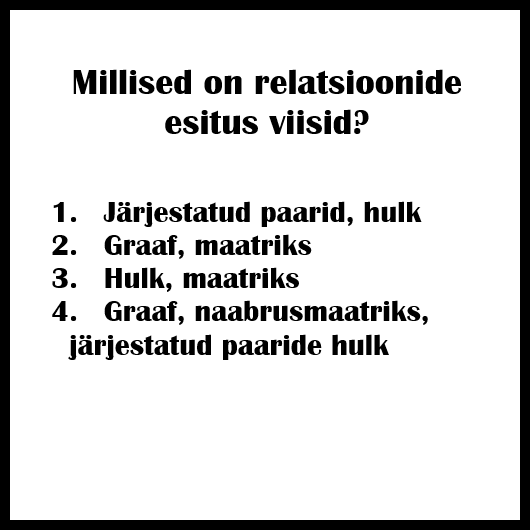 Millised on relatsioonide
esitus viisid?
1. Järjestatud paarid, hulk
2. Graaf, maatriks
3. Hulk, maatriks
4. Graaf, naabrusmaatriks,
järjestatud paaride hulk